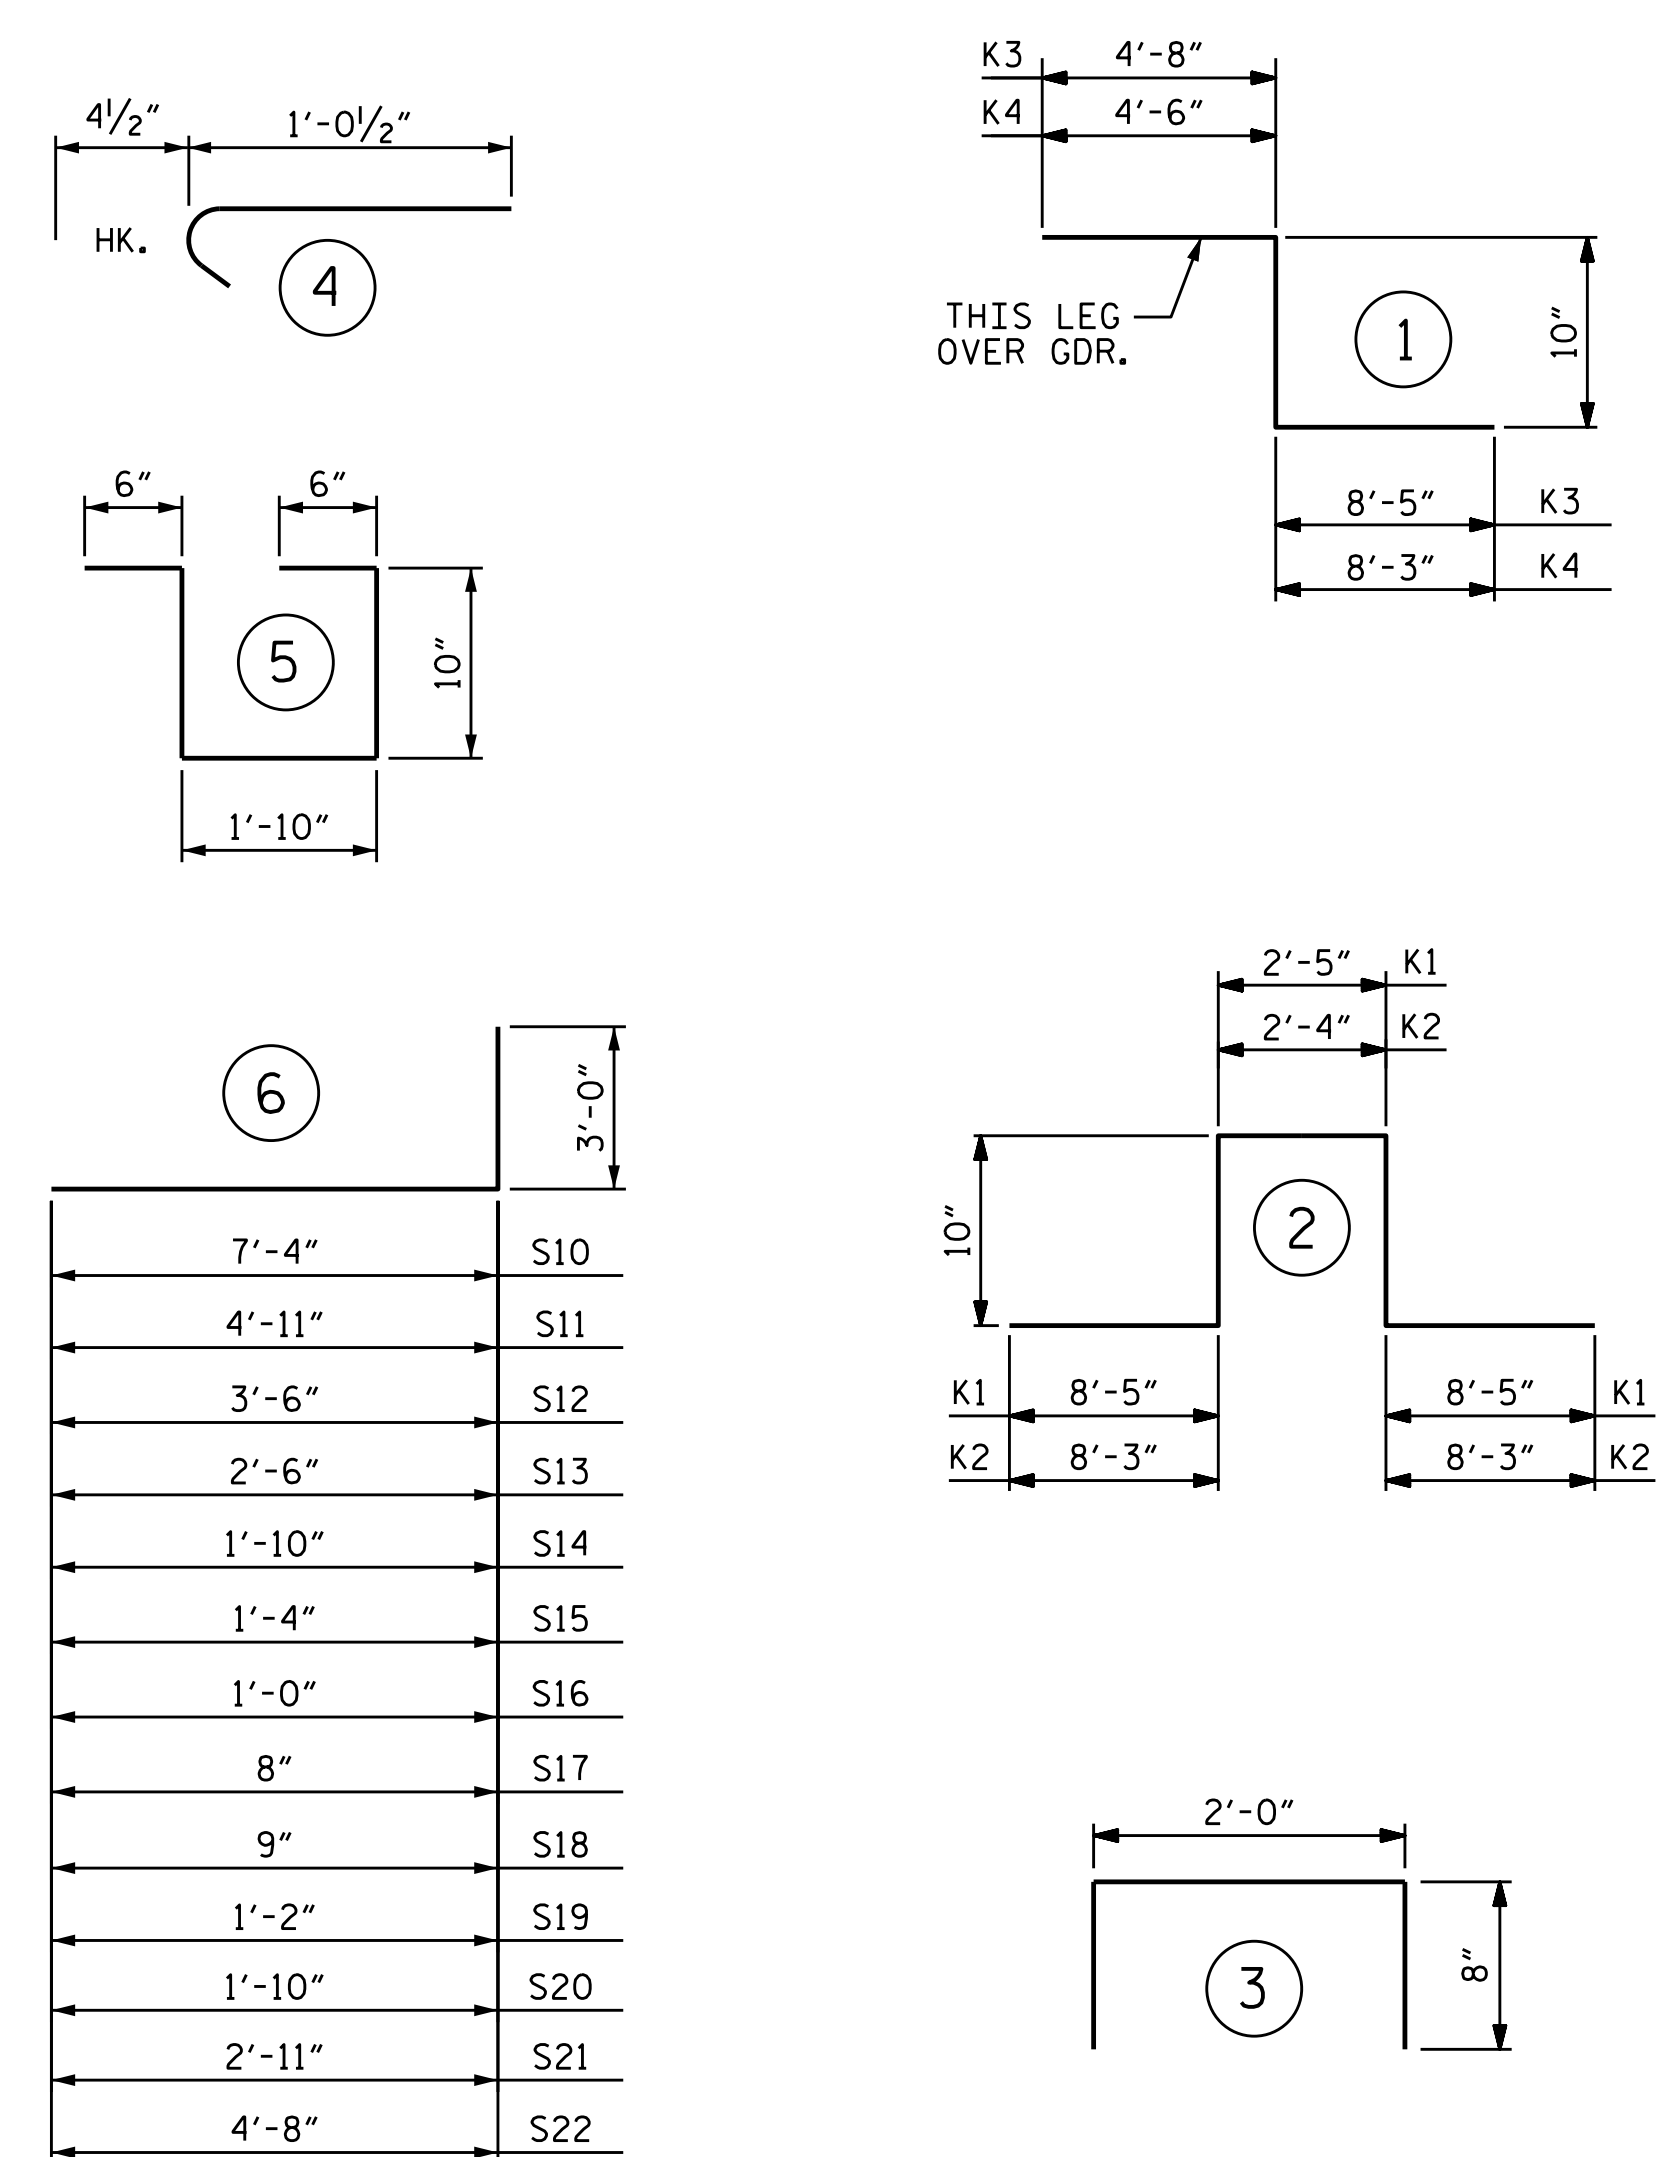 4 1/2" 1'-0 1/2"
HK.
4
6" 6"
5
10"
1'-10"
6
3'-0"
7'-4" S10
4'-11" S11
3'-6" S12
2'-6" S13
1'-10" S14
1'-4" S15
1'-0" S16
8" S17
9" S18
1'-2" S19
1'-10" S20
2'-11" S21
4'-8" S22
K3 4'-8"
K4 4'-6"
THIS LEG
OVER GDR.
1
10"
8'-5" K3
8'-3" K4
2'-5" K1
2'-4" K2
10"
2
K1 8'-5" 8'-5" K1
K2 8'-3" 8'-3" K2
2'-0"
3
8"